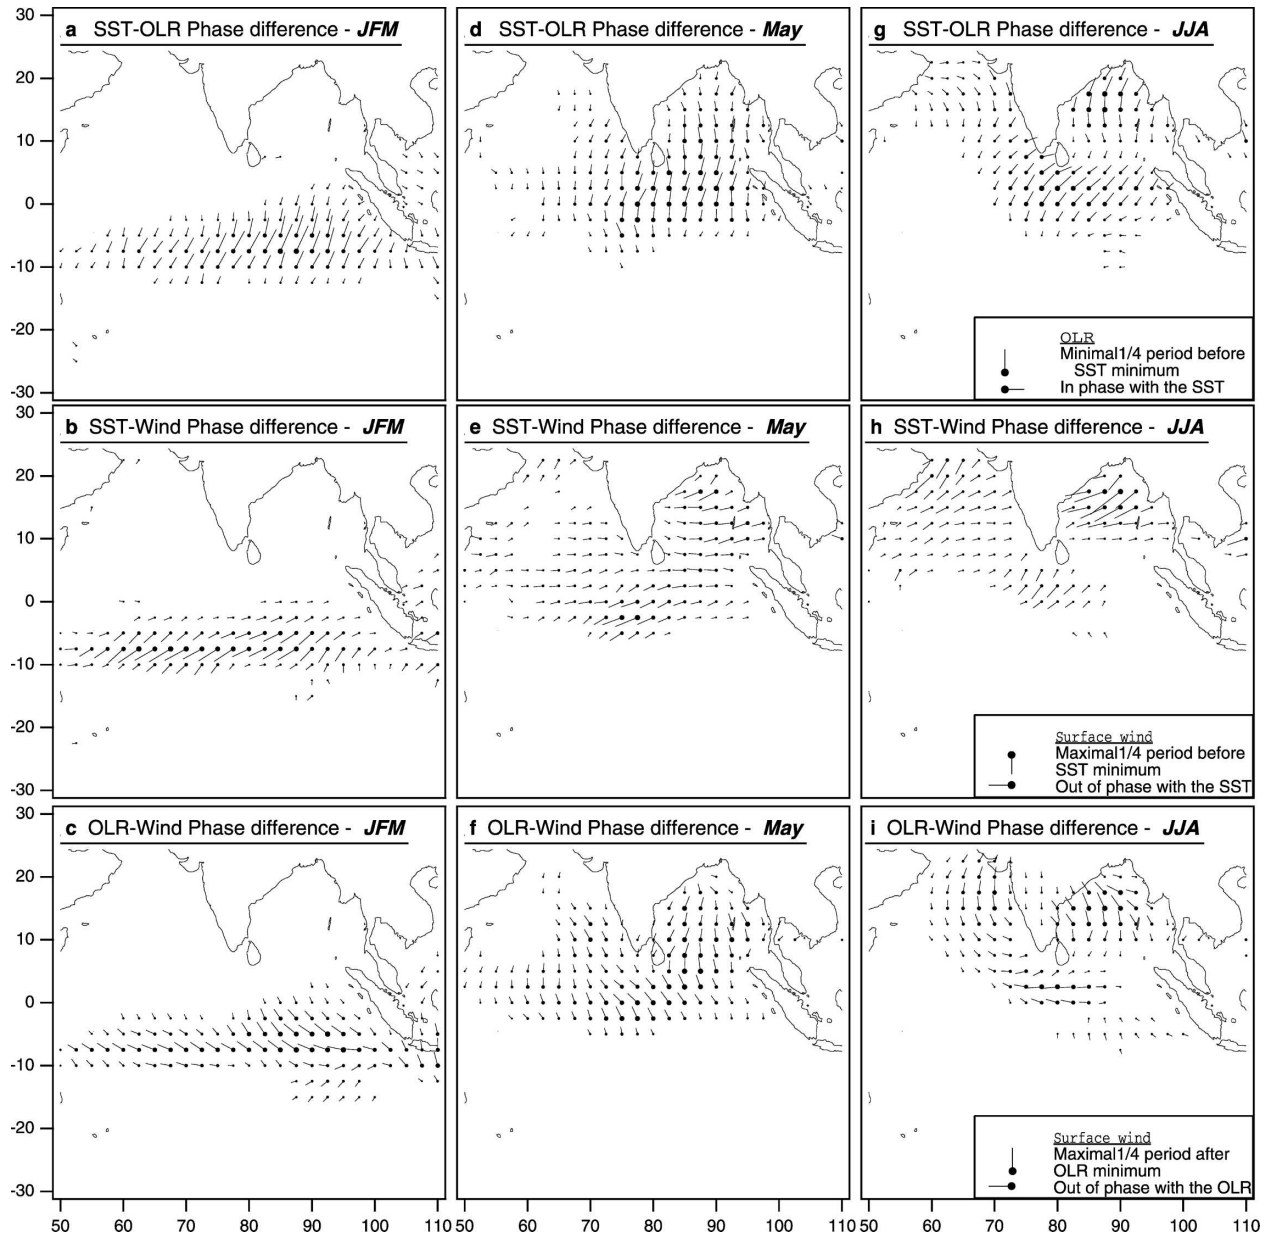 a SST-OLR Phase difference - JFM
d SST-OLR Phase difference - May
g SST-OLR Phase difference - JJA
30
20
10
0
-10
-20
-30
OLR
Minimal1/4 period before
SST minimum
In phase with the SST
b SST-Wind Phase difference - JFM
e SST-Wind Phase difference - May
h SST-Wind Phase difference - JJA
30
20
10
0
-10
-20
-30
Surface wind
Maximal1/4 period before
SST minimum
Out of phase with the SST
c OLR-Wind Phase difference - JFM
f OLR-Wind Phase difference - May
i OLR-Wind Phase difference - JJA
30
20
10
0
-10
-20
-30
Surface wind
Maximal1/4 period after
OLR minimum
Out of phase with the OLR
50 60 70 80 90 100 110 50 60 70 80 90 100 110 50 60 70 80 90 100 110